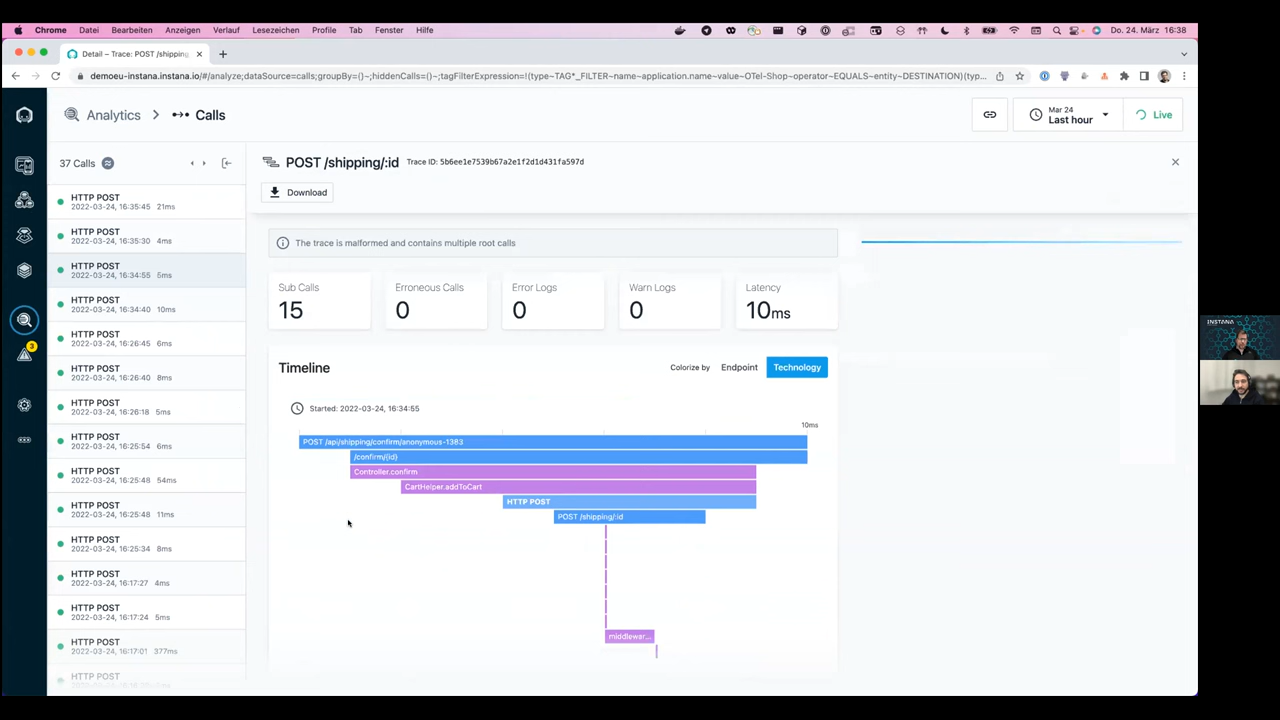 Chrome Datei Bearbeiten Anzeigen Verlauf Lesezeichen Profile Tab Fenster Hilfe Do. 24. März 16:38
Detail – Trace: POST /shipping
demoeu-instana.instana.io/#/analyze;dataSource=calls;groupBy=()~;hiddenCalls=()~;tagFilterExpression=!(type~TAG*_FILTER~name~application.name~value~OTel-Shop~operator~EQUALS~entity~DESTINATION)(typ...
Analytics Calls
Mar 24
Last hour
Live
37 Calls
POST /shipping/:id Trace ID: 5b6ee1e7539b67a2e1f2d1d431fa597d
Download
HTTP POST
2022-03-24, 16:35:45 21ms
HTTP POST
2022-03-24, 16:35:30 4ms
HTTP POST
2022-03-24, 16:34:55 5ms
HTTP POST
2022-03-24, 16:34:40 10ms
HTTP POST
2022-03-24, 16:26:45 6ms
HTTP POST
2022-03-24, 16:26:40 8ms
HTTP POST
2022-03-24, 16:26:18 5ms
HTTP POST
2022-03-24, 16:25:54 6ms
HTTP POST
2022-03-24, 16:25:48 54ms
HTTP POST
2022-03-24, 16:25:48 11ms
HTTP POST
2022-03-24, 16:25:34 8ms
HTTP POST
2022-03-24, 16:17:27 4ms
HTTP POST
2022-03-24, 16:17:24 5ms
HTTP POST
2022-03-24, 16:17:01 377ms
HTTP POST
3
The trace is malformed and contains multiple root calls
Sub Calls
15
Erroneous Calls
0
Error Logs
0
Warn Logs
0
Latency
10ms
Timeline
Colorize by Endpoint Technology
Started: 2022-03-24, 16:34:55
10ms
POST /api/shipping/confirm/anonymous-1383
/confirm/{id}
Controller.confirm
CartHelper.addToCart
HTTP POST
POST /shipping/:id
middlewar...
INSTANA